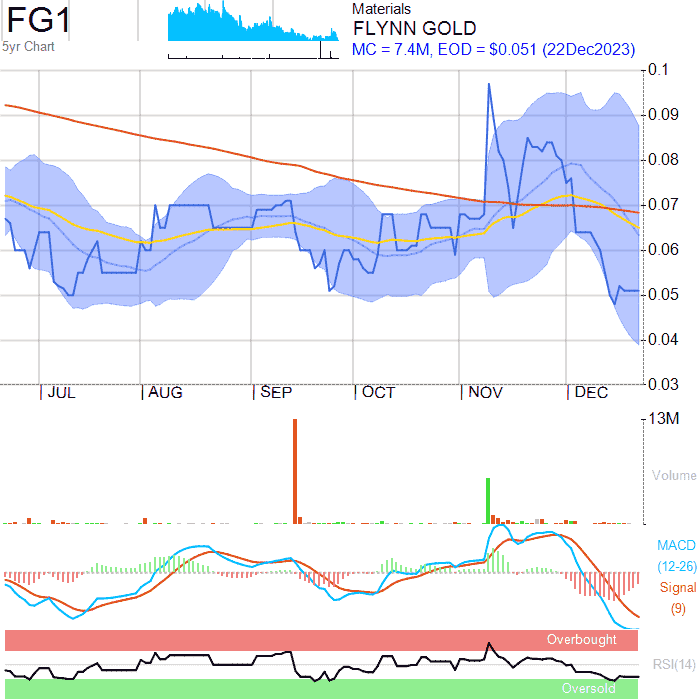 FG1
5yr Chart
Materials
FLYNN GOLD
MC = 7.4M, EOD = $0.051 (22Dec2023)
0.1
0.09
0.08
0.07
0.06
0.05
0.04
0.03
JUL AUG SEP OCT NOV DEC
13M
Volume
MACD
(12-26)
Signal
(9)
Overbought
RSI(14)
Oversold